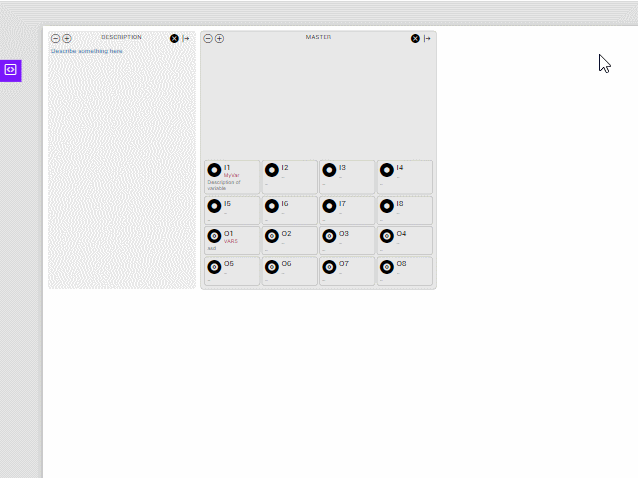 DESCRIPTION
Describe something here
MASTER
I1
MyVar
Description of
variable
I2
I3
I4
I5
I6
I7
I8
O1
VAR5
asd
O2
O3
O4
O5
O6
O7
O8